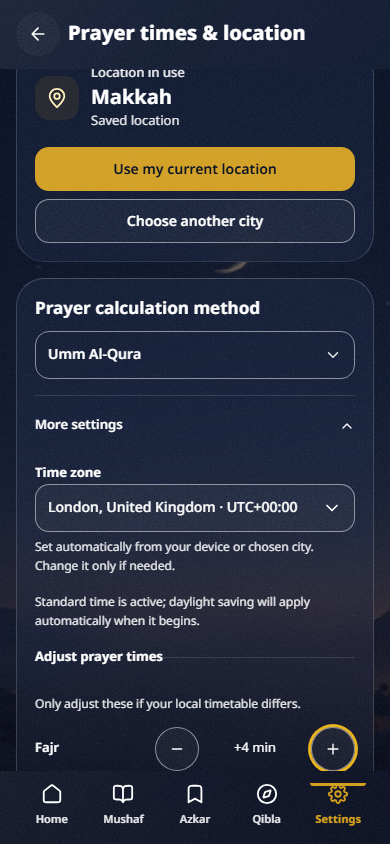 Prayer times & location
Location in use
Makkah
Saved location
Use my current location
Choose another city
Prayer calculation method
Umm Al-Qura
More settings
Time zone
London, United Kingdom · UTC+00:00
Set automatically from your device or chosen city.
Change it only if needed.
Standard time is active; daylight saving will apply
automatically when it begins.
Adjust prayer times
Only adjust these if your local timetable differs.
Fajr − +4 min +
Home Mushaf Azkar Qibla Settings